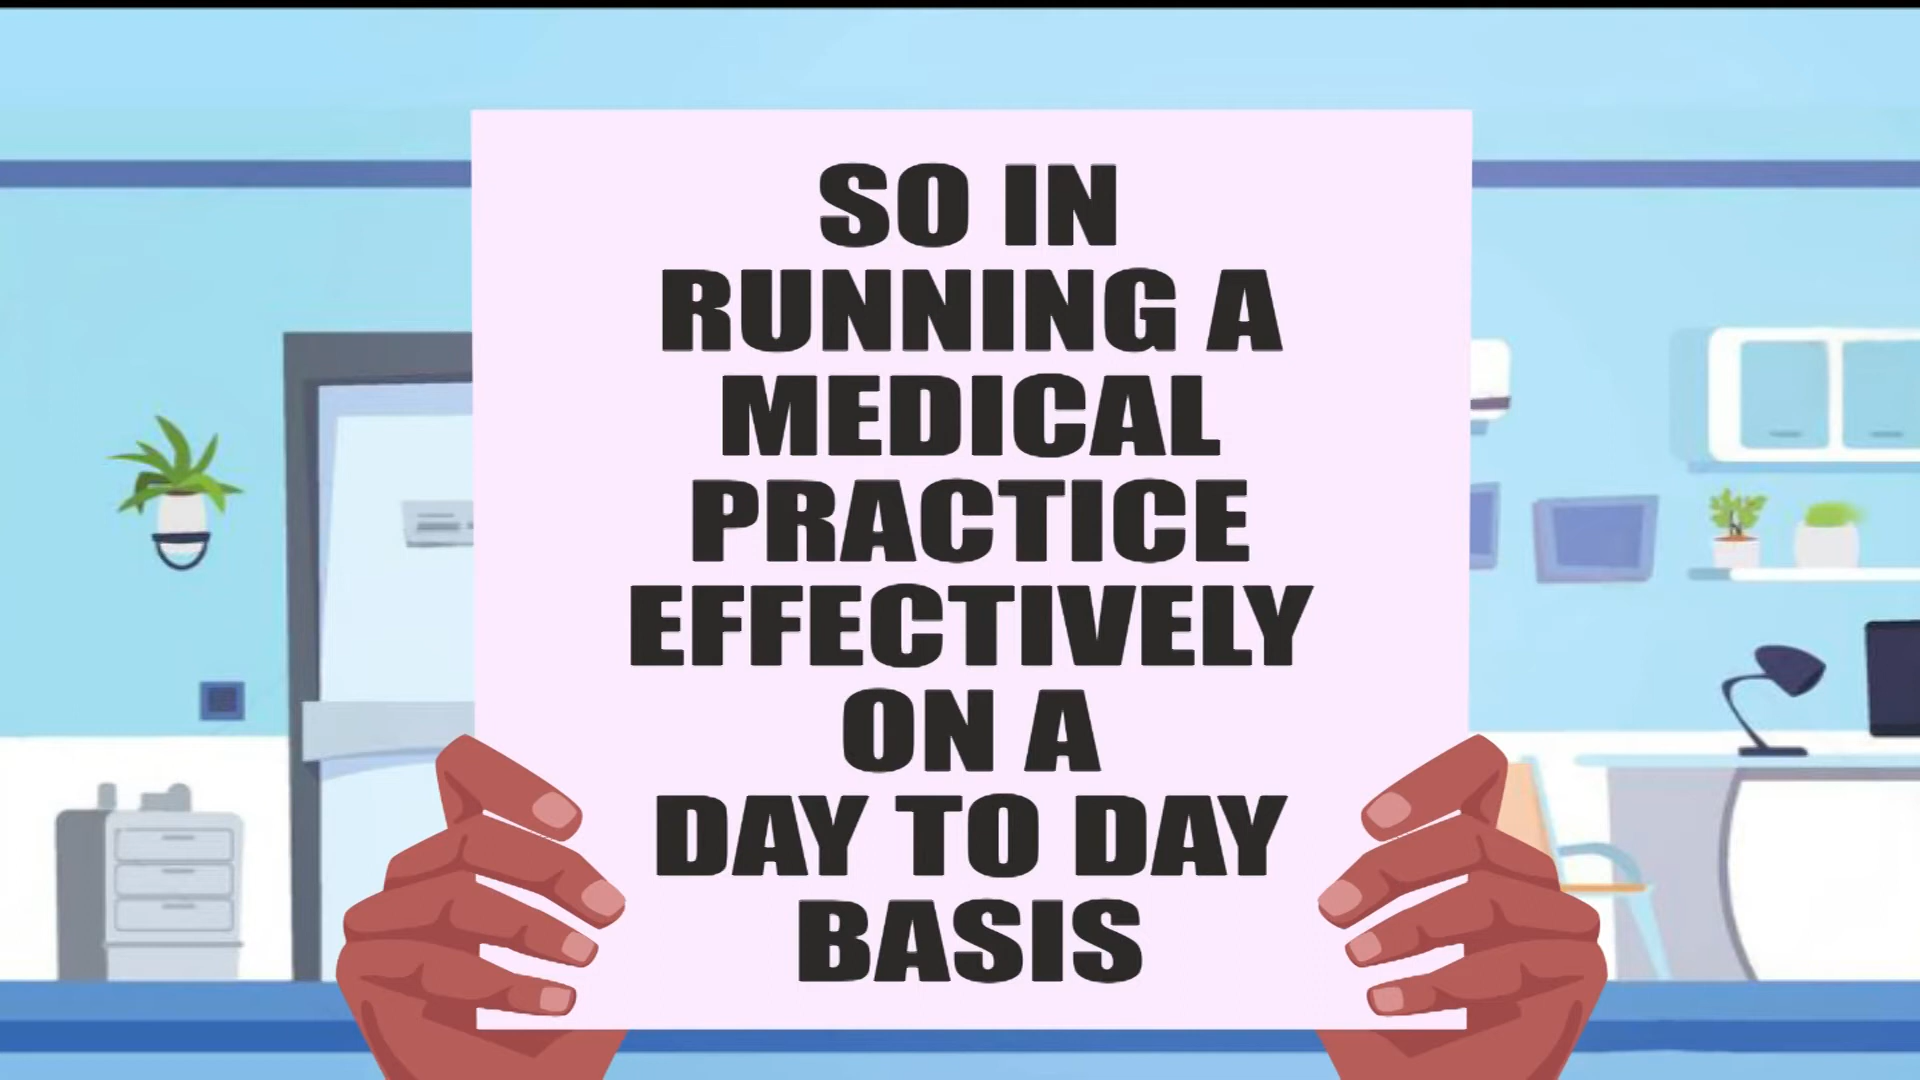 SO IN
RUNNING A
MEDICAL
PRACTICE
EFFECTIVELY
ON A
DAY TO DAY
BASIS